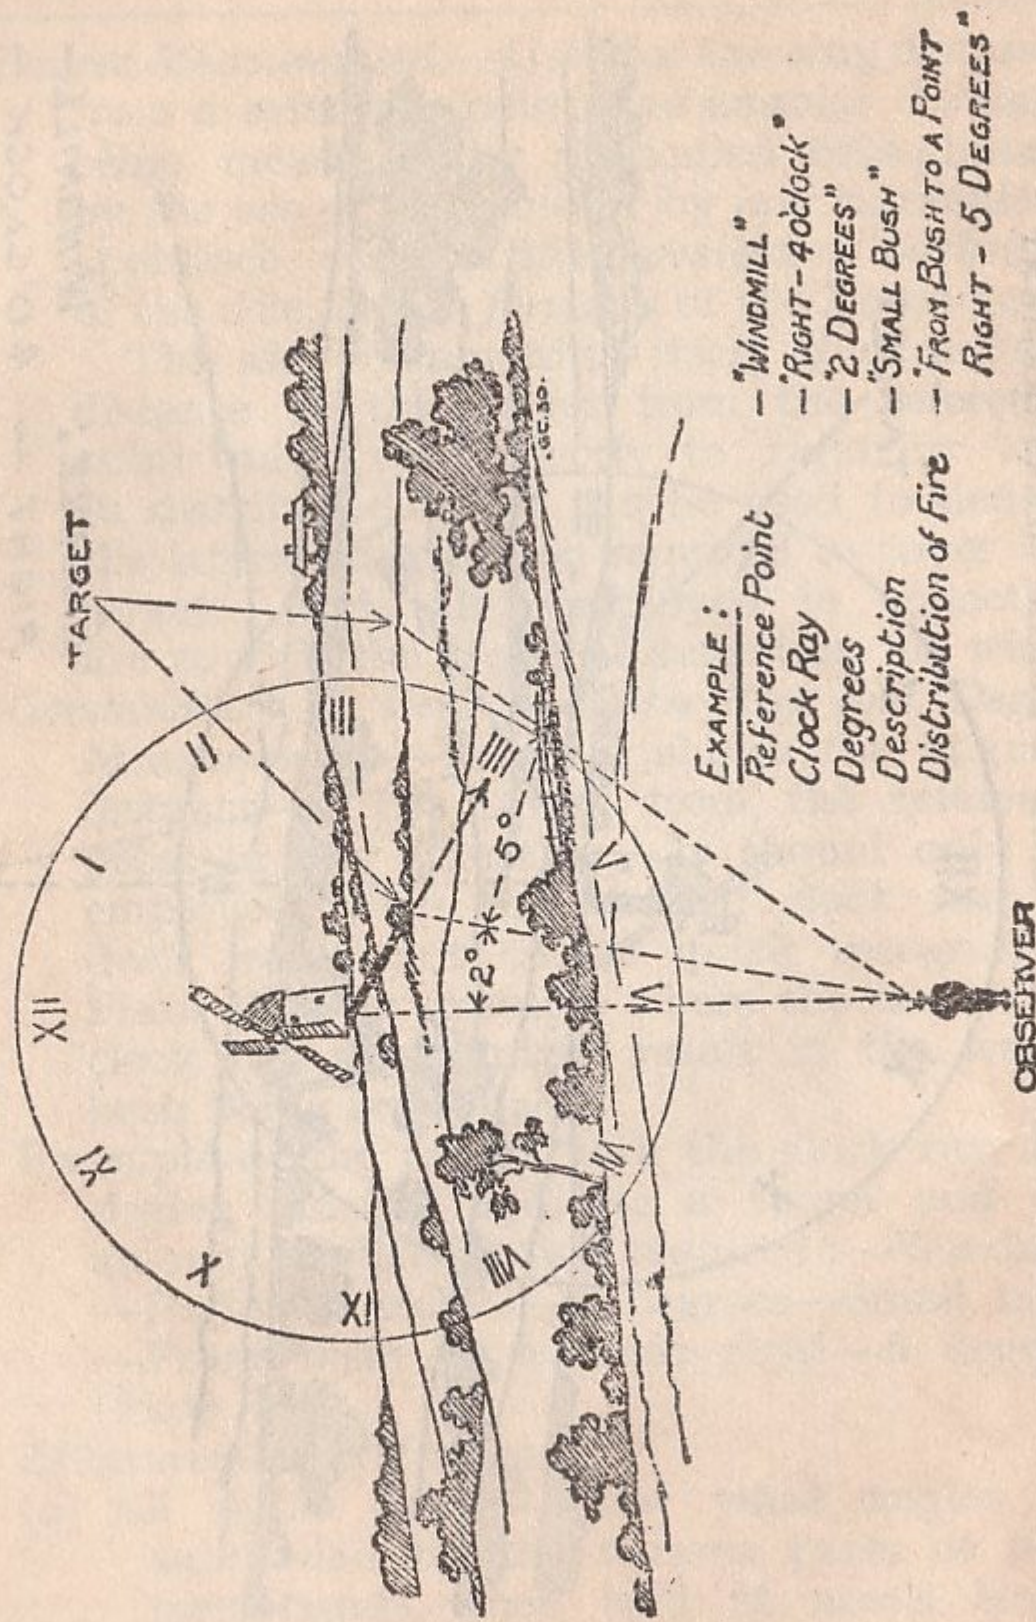 TARGET
XII
I
II
III
IIII
V
VI
VII
VIII
IX
X
XI
2°
5°
OBSERVER
EXAMPLE:
Reference Point — "WINDMILL"
Clock Ray — "RIGHT - 4 O'clock"
Degrees — "2 DEGREES"
Description — "SMALL BUSH"
Distribution of Fire — "FROM BUSH TO A POINT
RIGHT - 5 DEGREES"